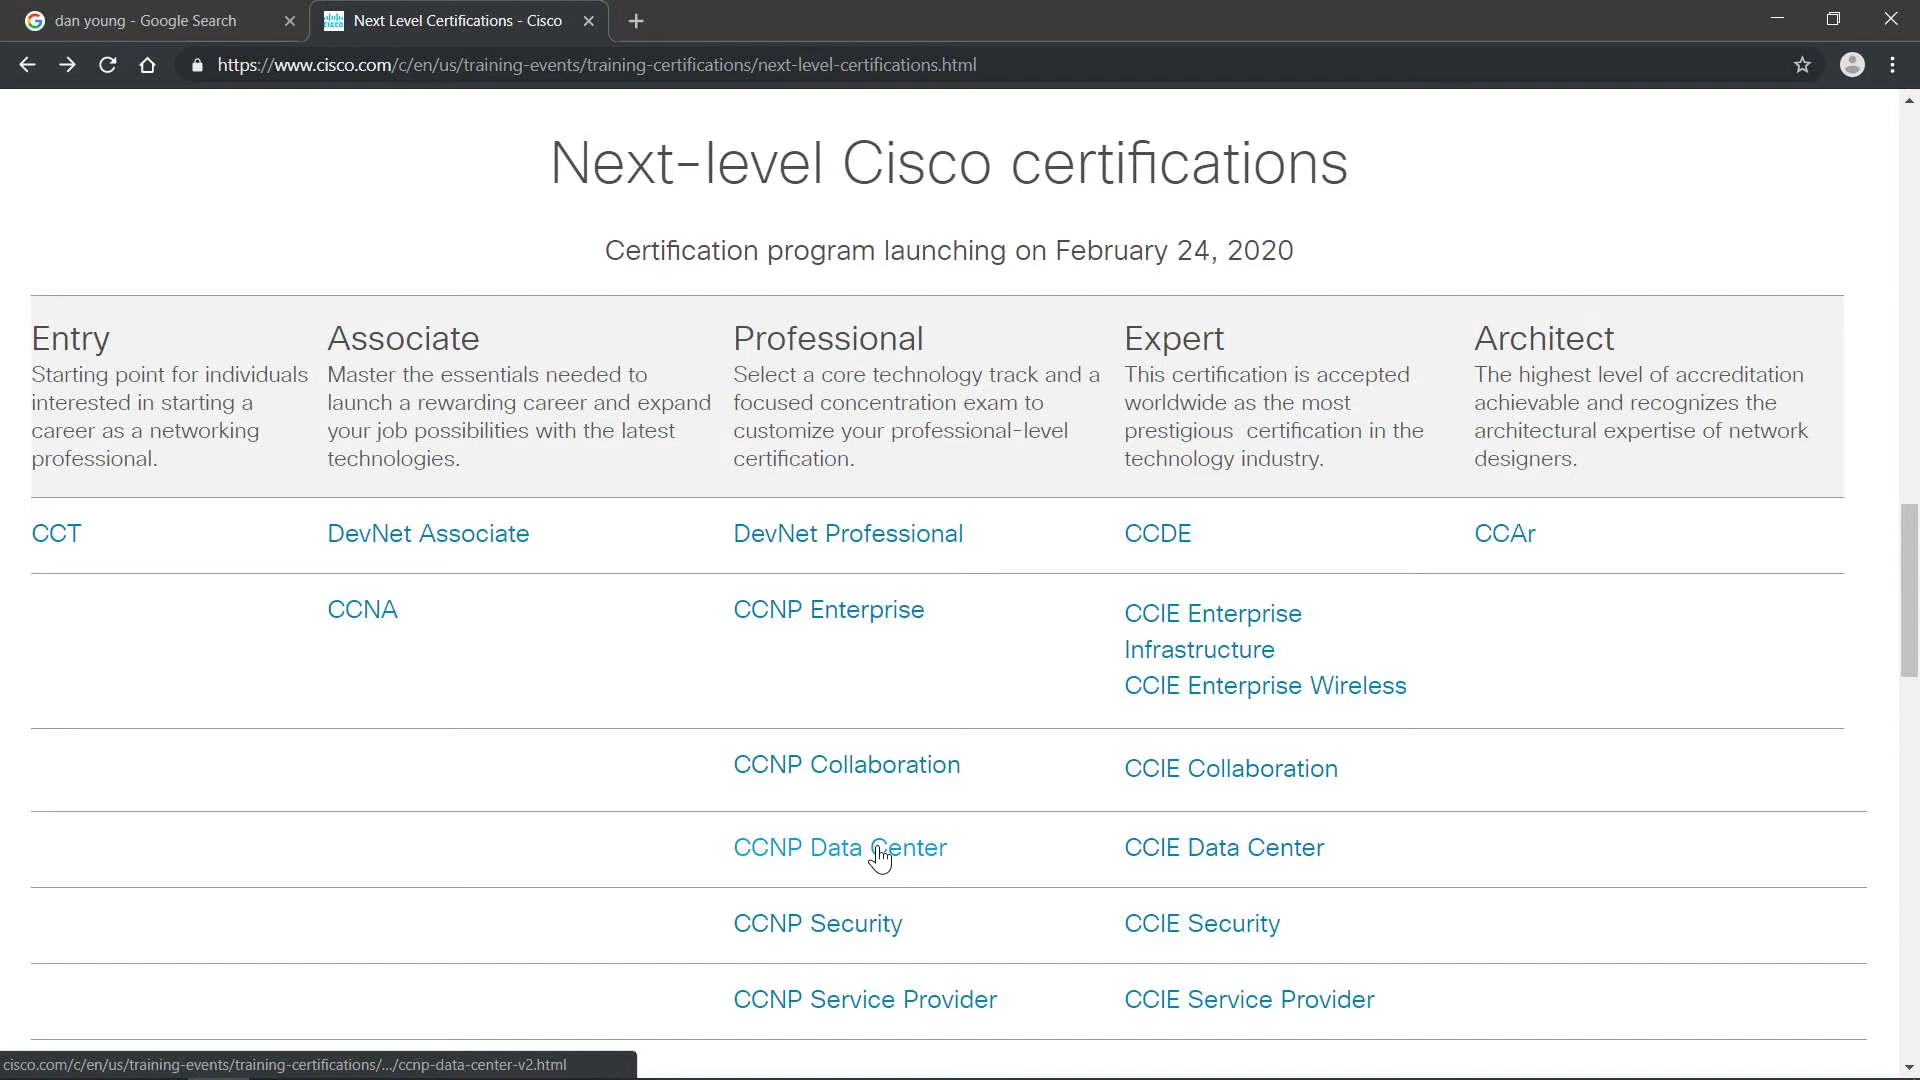 dan young - Google Search
Next Level Certifications - Cisco
https://www.cisco.com/c/en/us/training-events/training-certifications/next-level-certifications.html
Next-level Cisco certifications
Certification program launching on February 24, 2020
Entry
Starting point for individuals
interested in starting a
career as a networking
professional.
Associate
Master the essentials needed to
launch a rewarding career and expand
your job possibilities with the latest
technologies.
Professional
Select a core technology track and a
focused concentration exam to
customize your professional-level
certification.
Expert
This certification is accepted
worldwide as the most
prestigious certification in the
technology industry.
Architect
The highest level of accreditation
achievable and recognizes the
architectural expertise of network
designers.
CCT
DevNet Associate
DevNet Professional
CCDE
CCAr
CCNA
CCNP Enterprise
CCIE Enterprise
Infrastructure
CCIE Enterprise Wireless
CCNP Collaboration
CCIE Collaboration
CCNP Data Center
CCIE Data Center
CCNP Security
CCIE Security
CCNP Service Provider
CCIE Service Provider
cisco.com/c/en/us/training-events/training-certifications/.../ccnp-data-center-v2.html